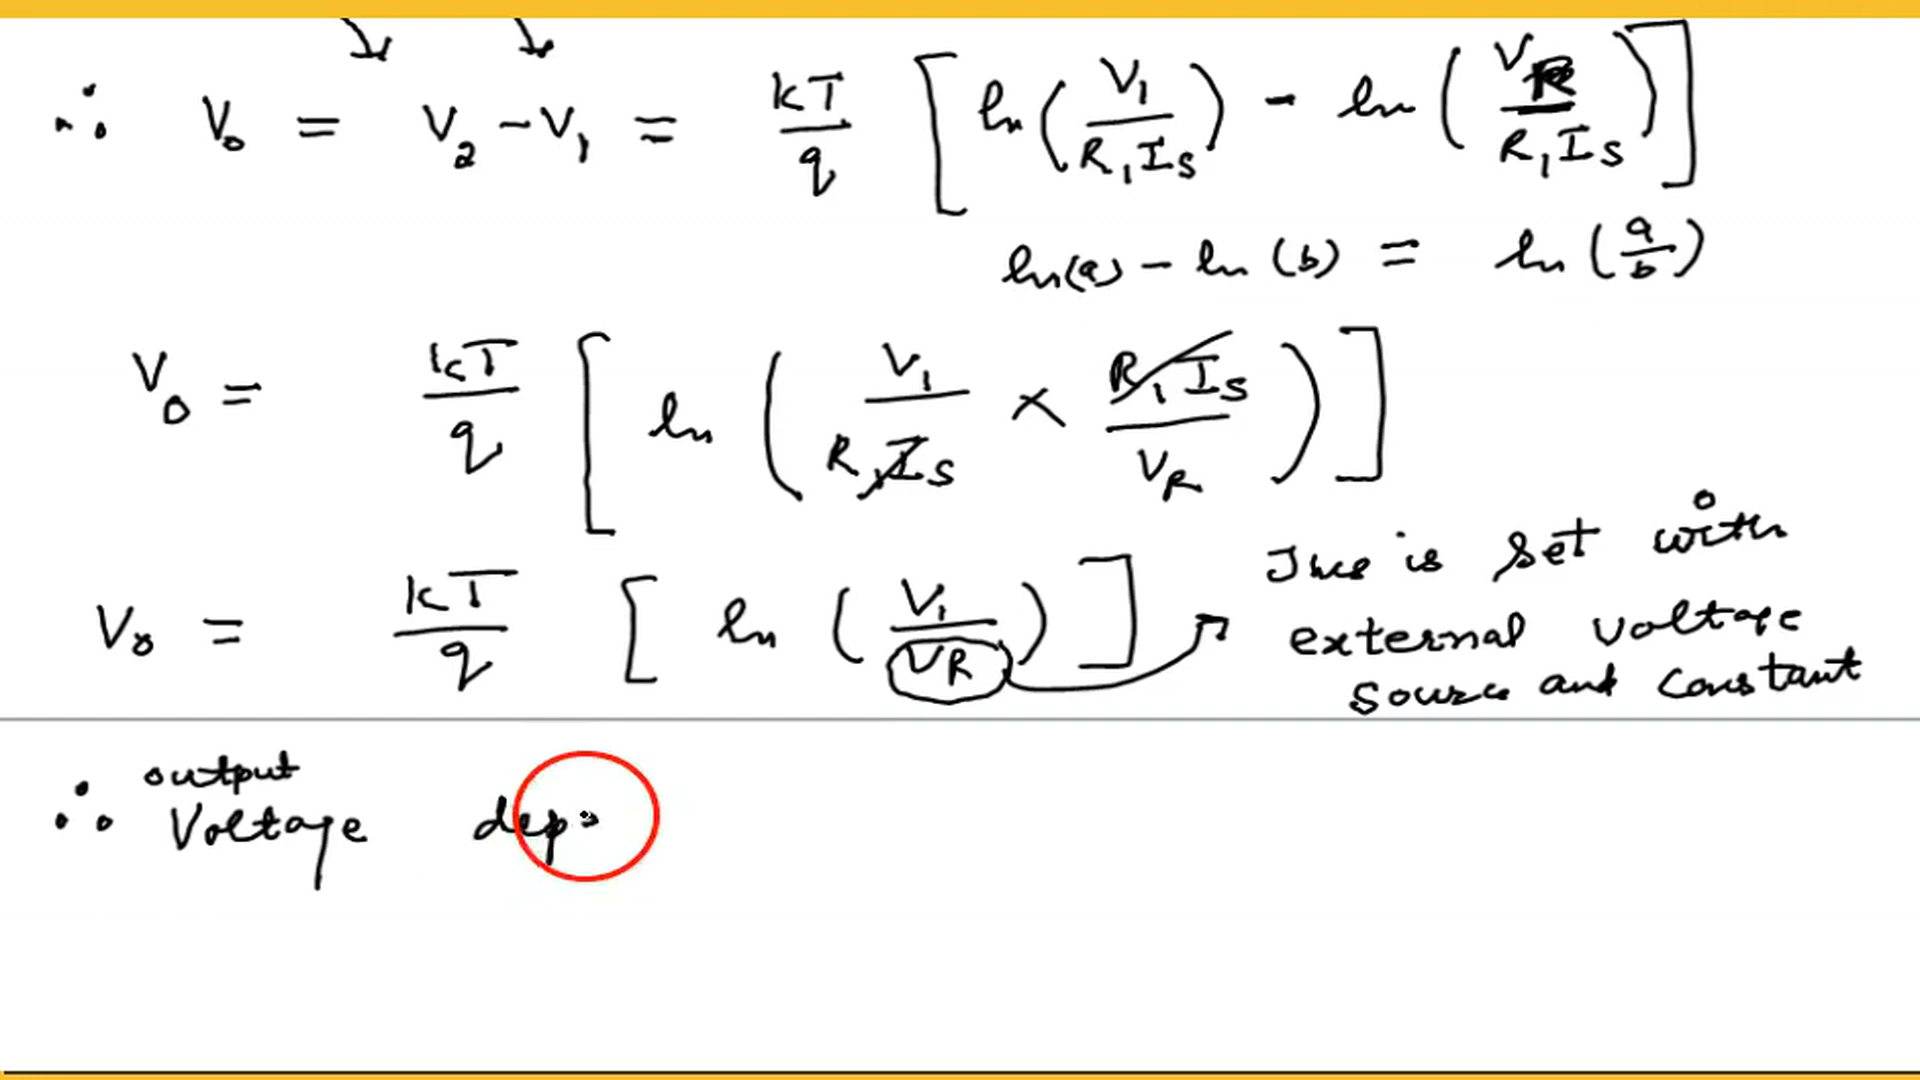 ∴ V₀ = V₂ - V₁ = kT/q [ ln ( V₁ / R₁Is ) - ln ( VR / R₁Is ) ]
ln(a) - ln(b) = ln(a/b)
V₀ = kT/q [ ln ( V₁ / R₁Is × R₁Is / VR ) ]
V₀ = kT/q [ ln ( V₁ / VR ) ]
is set with
external voltage
source and constant
∴ output
Voltage dep